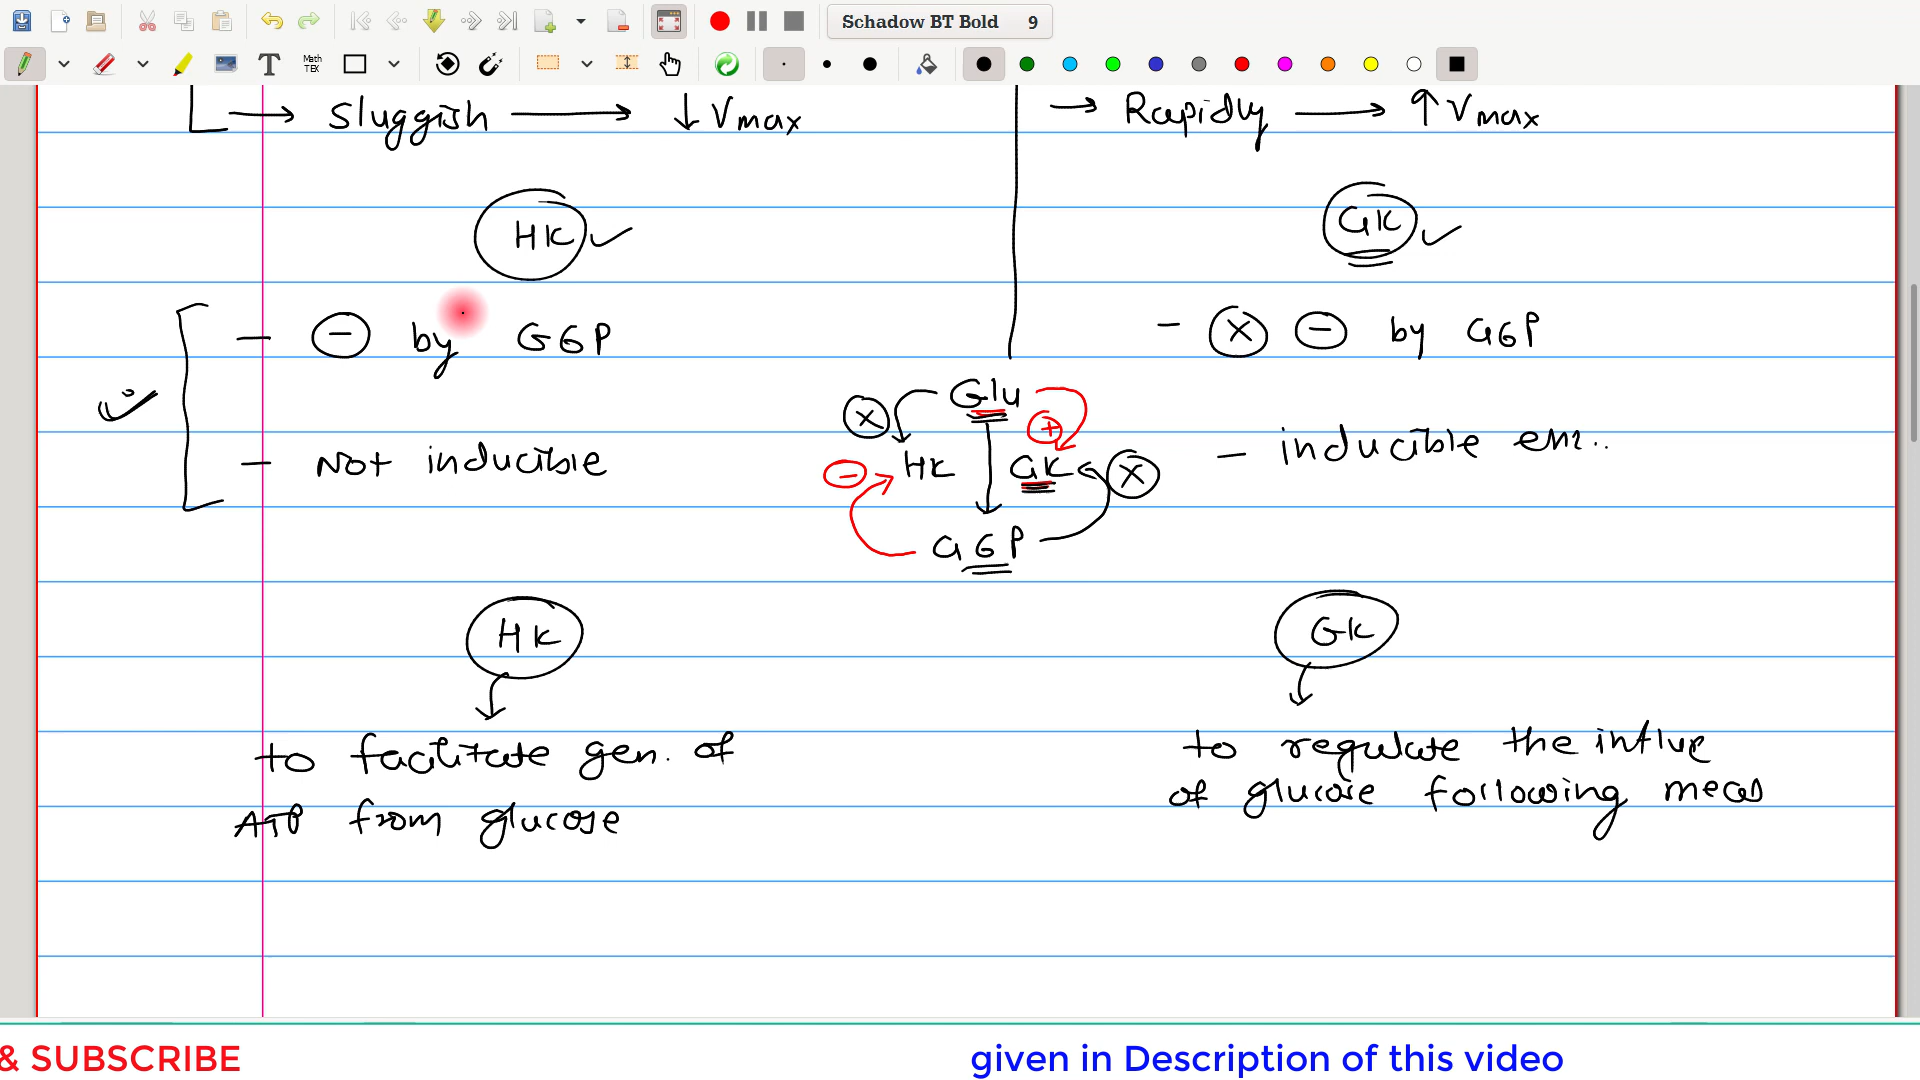 Schadow BT Bold 9
T Math TEX
→ Sluggish → ↓ Vmax
→ Rapidly → ↑ Vmax
HK ✓
GK ✓
- ⊖ by G6P
- ⊗ ⊖ by G6P
- Not inducible
- inducible enz..
Glu
HK GK
G6P
HK
GK
to facilitate gen. of
ATP from glucose
to regulate the influx
of glucose following meal
& SUBSCRIBE
given in Description of this video